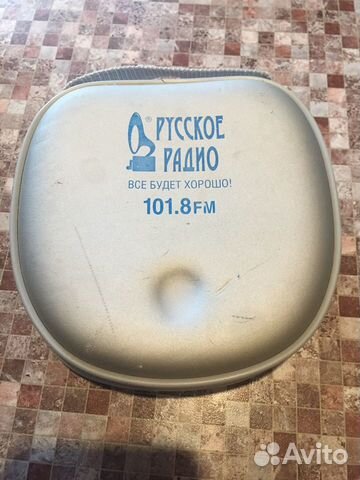 РУССКОЕ
РАДИО
ВСЕ БУДЕТ ХОРОШО!
101.8FM
Avito